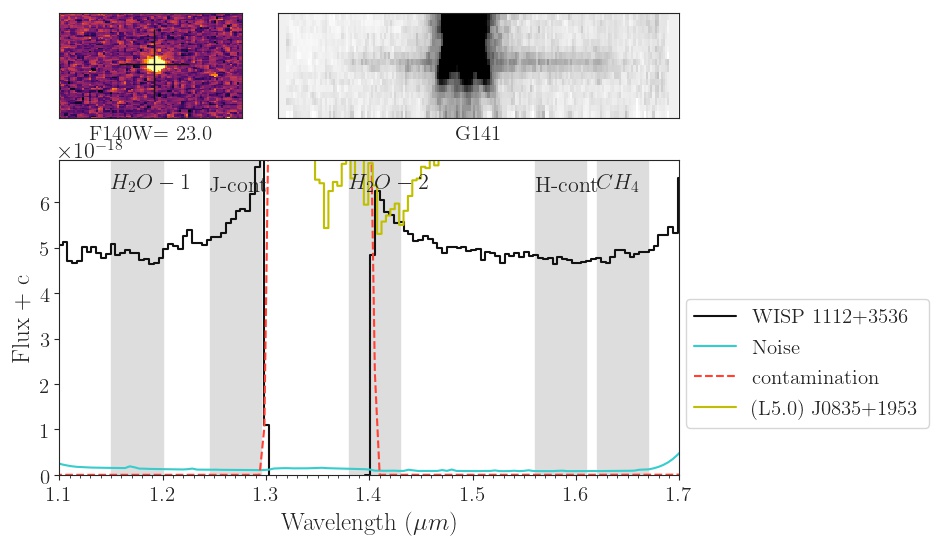 F140W= 23.0
G141
×10⁻¹⁸
H₂O − 1
J-cont
H₂O − 2
H-cont
CH₄
6
5
4
3
2
1
0
Flux + c
1.1 1.2 1.3 1.4 1.5 1.6 1.7
Wavelength (μm)
WISP 1112+3536
Noise
contamination
(L5.0) J0835+1953